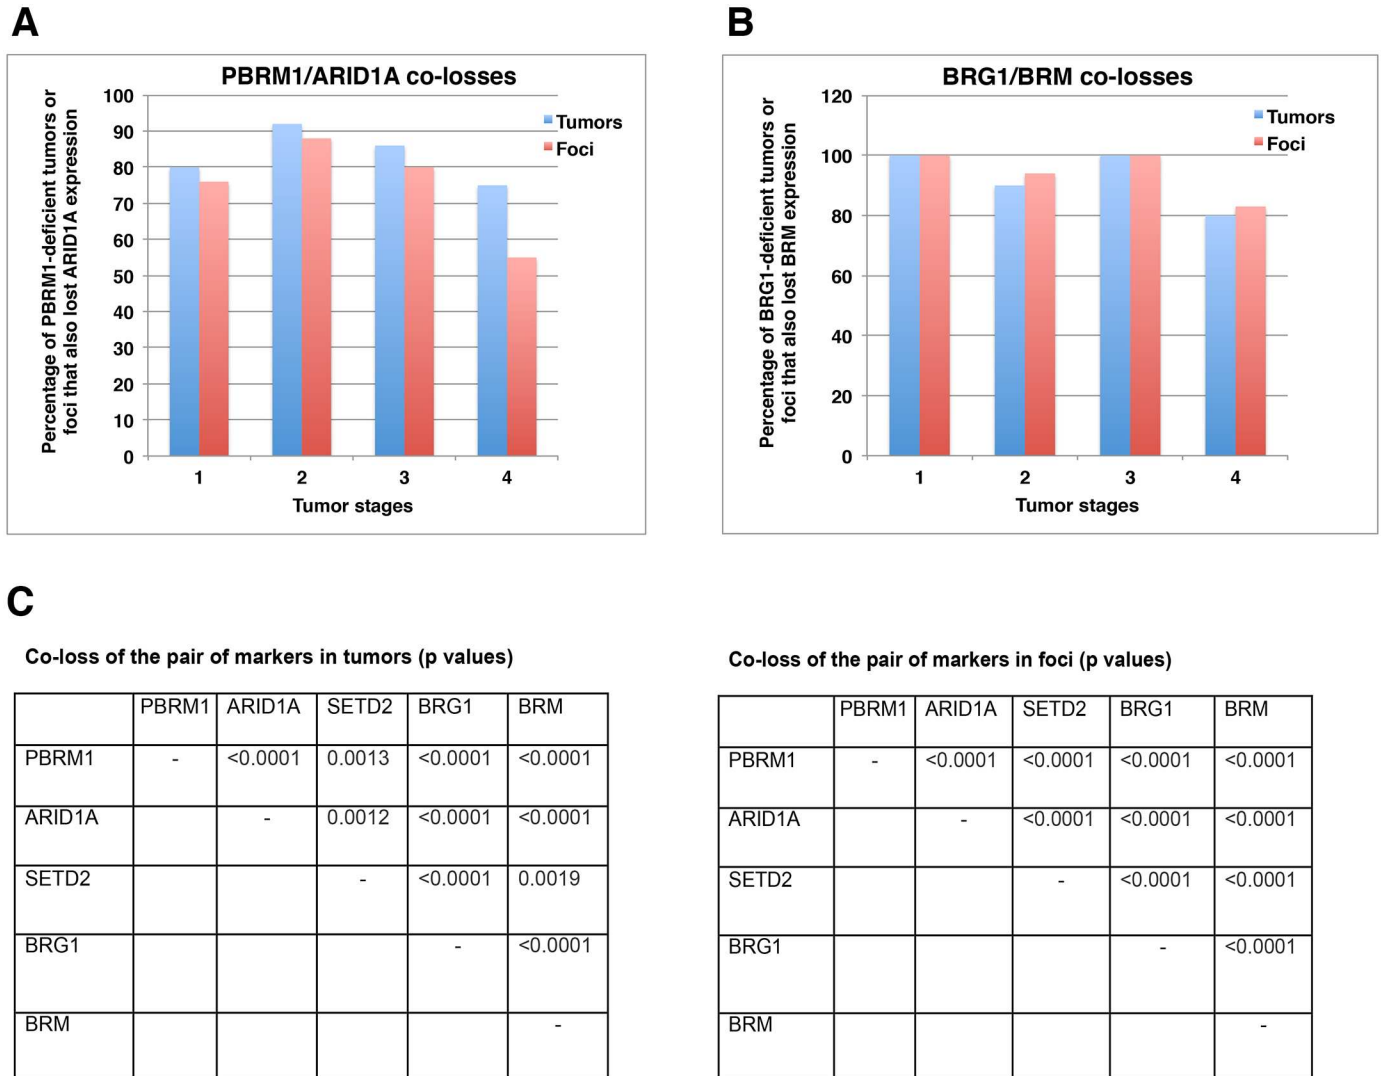 A
PBRM1/ARID1A co-losses
Percentage of PBRM1-deficient tumors or
foci that also lost ARID1A expression
100
90
80
70
60
50
40
30
20
10
0
Tumors
Foci
1 2 3 4
Tumor stages
B
BRG1/BRM co-losses
Percentage of BRG1-deficient tumors or
foci that also lost BRM expression
120
100
80
60
40
20
0
Tumors
Foci
1 2 3 4
Tumor stages
C
Co-loss of the pair of markers in tumors (p values)
PBRM1 ARID1A SETD2 BRG1 BRM
PBRM1 - <0.0001 0.0013 <0.0001 <0.0001
ARID1A - 0.0012 <0.0001 <0.0001
SETD2 - <0.0001 0.0019
BRG1 - <0.0001
BRM -
Co-loss of the pair of markers in foci (p values)
PBRM1 ARID1A SETD2 BRG1 BRM
PBRM1 - <0.0001 <0.0001 <0.0001 <0.0001
ARID1A - <0.0001 <0.0001 <0.0001
SETD2 - <0.0001 <0.0001
BRG1 - <0.0001
BRM -